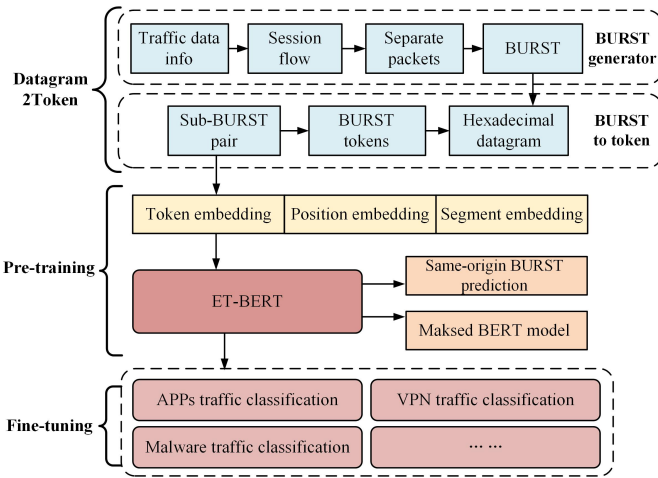 Traffic data
info
Session
flow
Separate
packets
BURST
BURST
generator
Datagram
2Token
Sub-BURST
pair
BURST
tokens
Hexadecimal
datagram
BURST
to token
Token embedding
Position embedding
Segment embedding
Pre-training
ET-BERT
Same-origin BURST
prediction
Maksed BERT model
Fine-tuning
APPs traffic classification
VPN traffic classification
Malware traffic classification
... ...